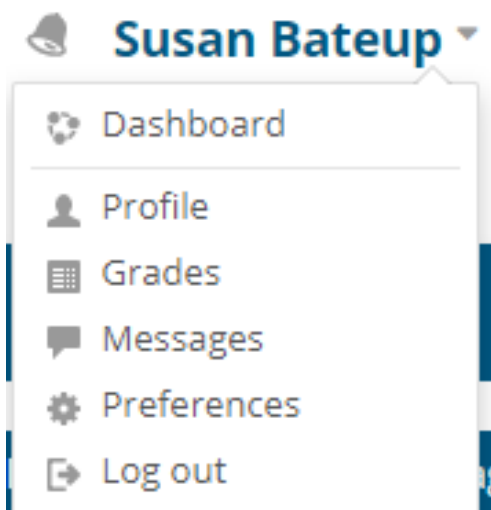 Susan Bateup
Dashboard
Profile
Grades
Messages
Preferences
Log out